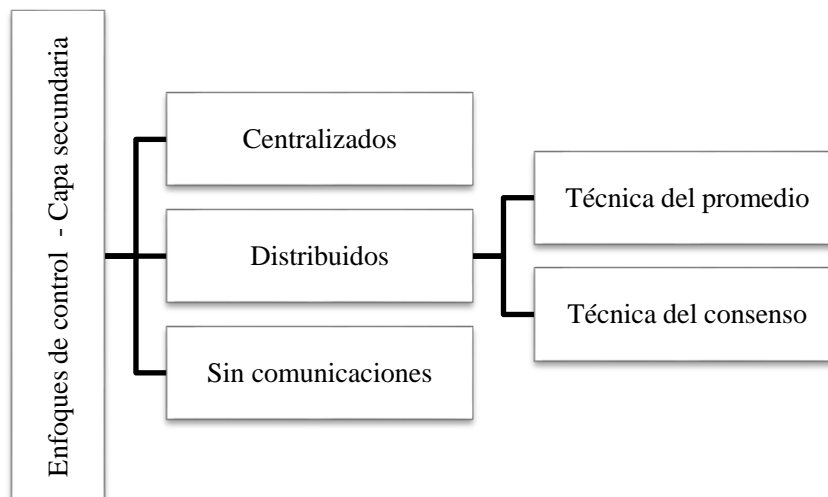 Enfoques de control - Capa secundaria
Centralizados
Distribuidos
Sin comunicaciones
Técnica del promedio
Técnica del consenso